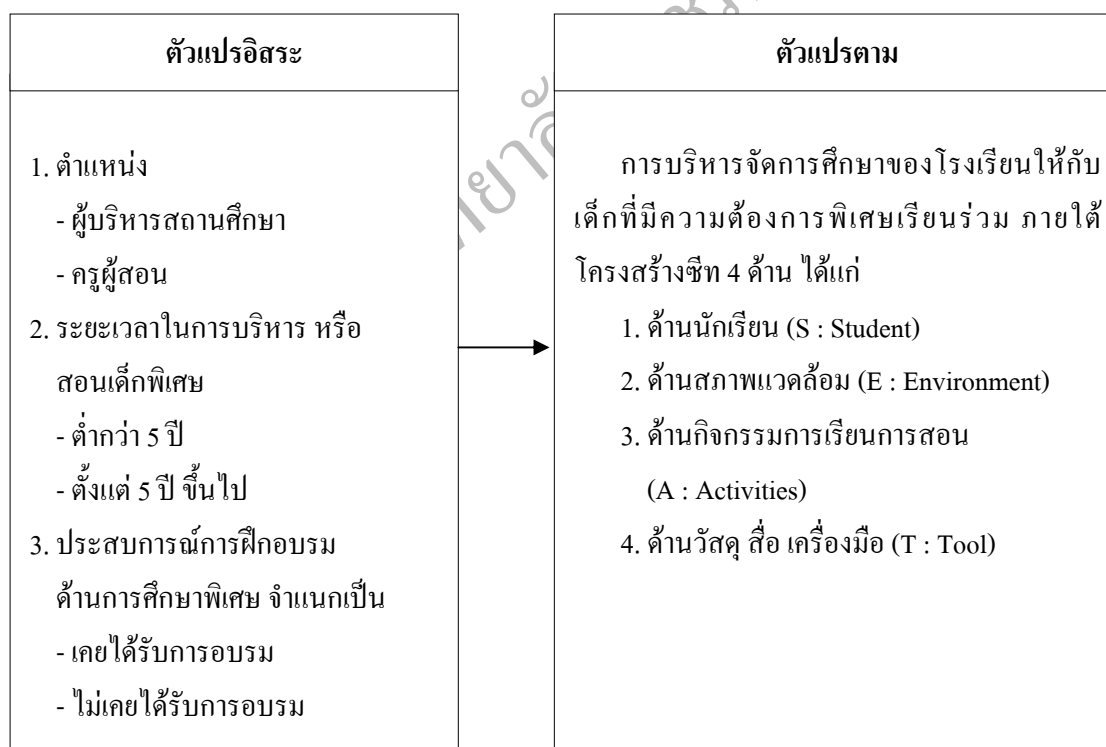 ตัวแปรอิสระ
1. ตำแหน่ง
- ผู้บริหารสถานศึกษา
- ครูผู้สอน
2. ระยะเวลาในการบริหาร หรือ
สอนเด็กพิเศษ
- ต่ำกว่า 5 ปี
- ตั้งแต่ 5 ปี ขึ้นไป
3. ประสบการณ์การฝึกอบรม
ด้านการศึกษาพิเศษ จำแนกเป็น
- เคยได้รับการอบรม
- ไม่เคยได้รับการอบรม
ตัวแปรตาม
การบริหารจัดการศึกษาของโรงเรียนให้กับ
เด็กที่มีความต้องการพิเศษเรียนร่วม ภายใต้
โครงสร้างซีท 4 ด้าน ได้แก่
1. ด้านนักเรียน (S : Student)
2. ด้านสภาพแวดล้อม (E : Environment)
3. ด้านกิจกรรมการเรียนการสอน
(A : Activities)
4. ด้านวัสดุ สื่อ เครื่องมือ (T : Tool)